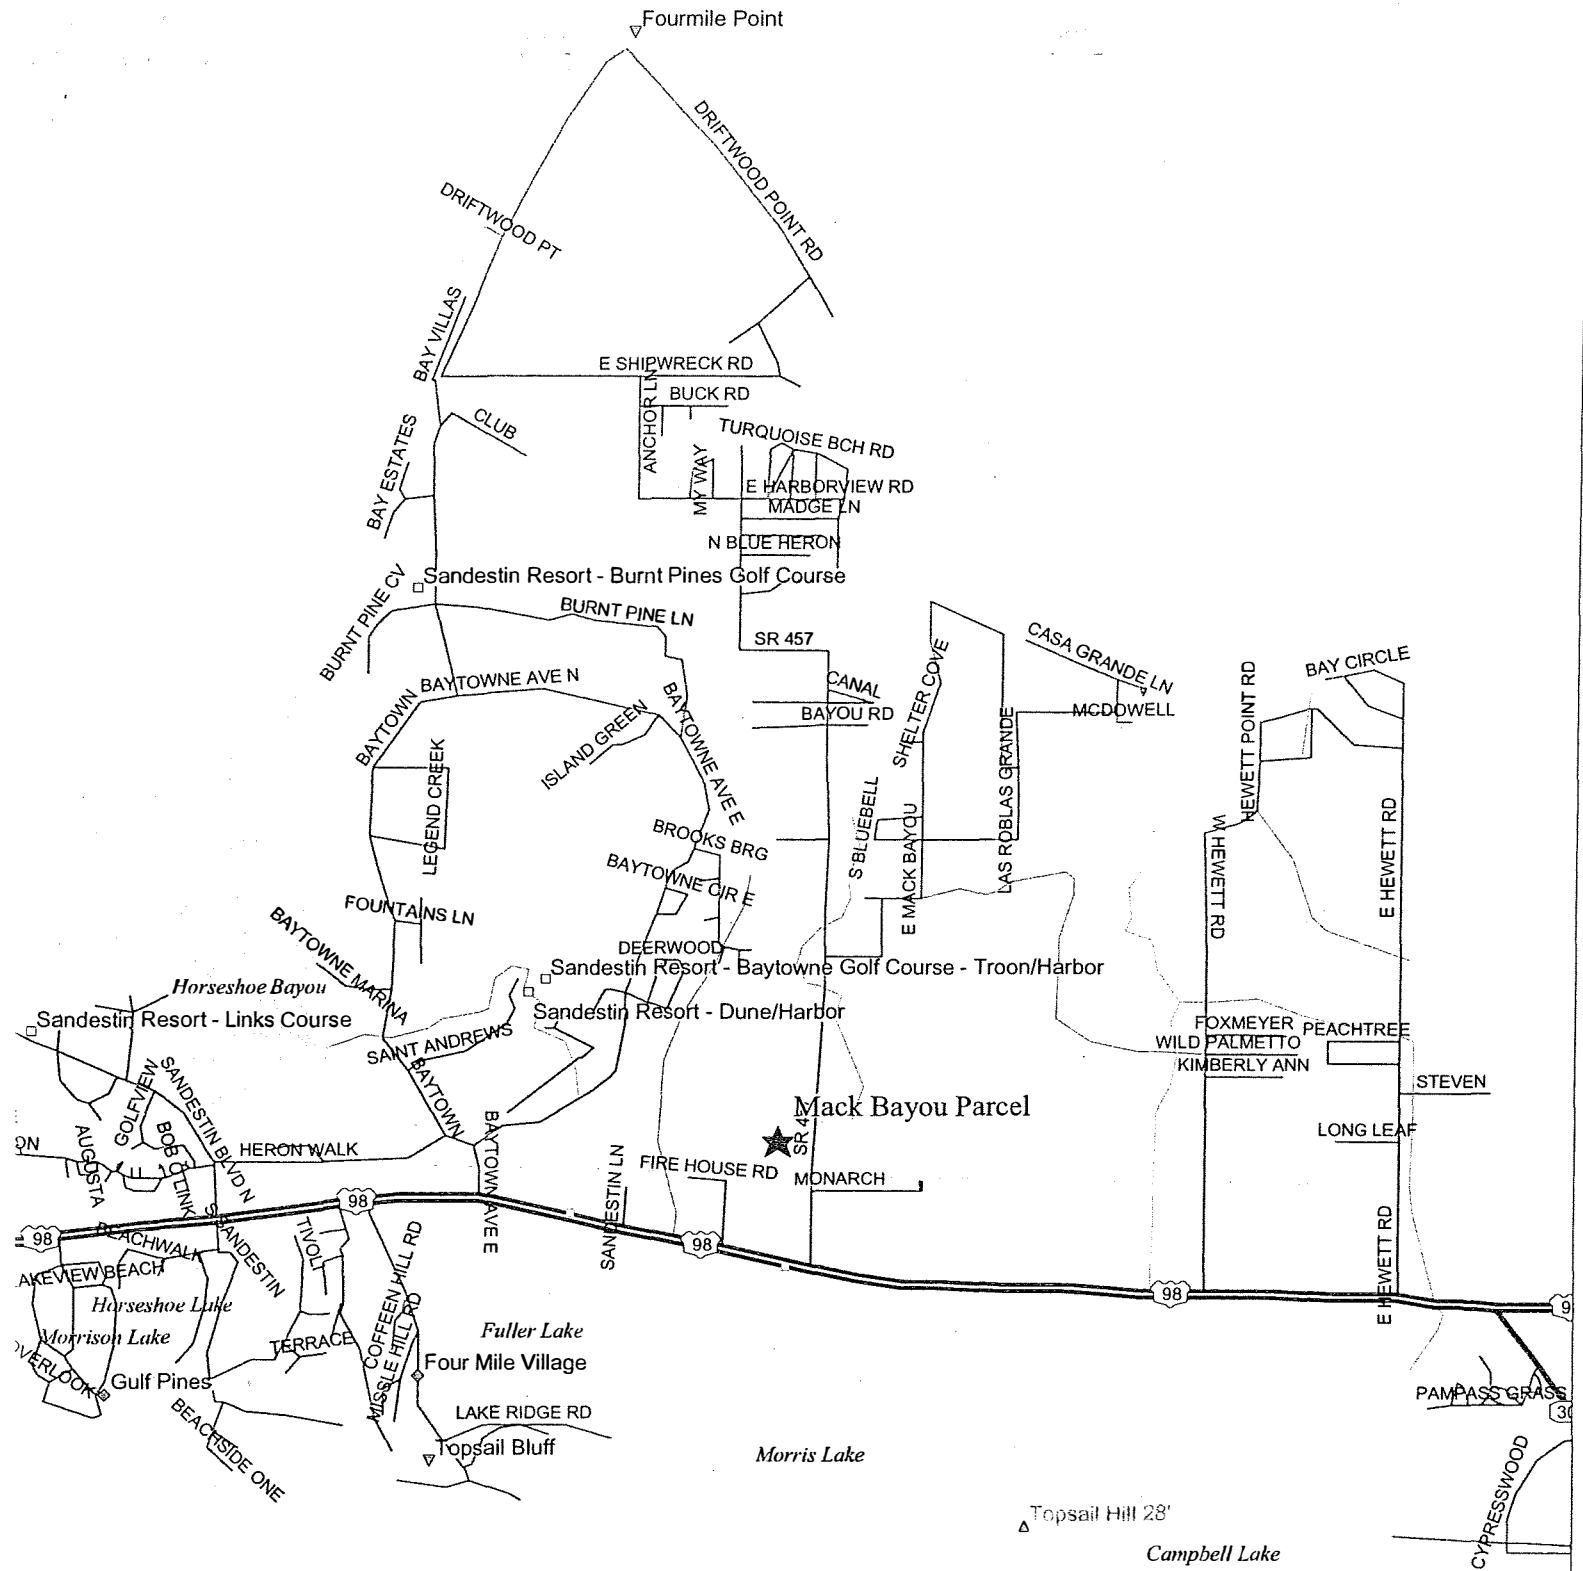 Fourmile Point
DRIFTWOOD POINT RD
DRIFTWOOD PT
BAY VILLAS
E SHIPWRECK RD
BUCK RD
ANCHOR LN
CLUB
TURQUOISE BCH RD
BAY ESTATES
MY WAY
E HARBORVIEW RD
MADGE LN
N BLUE HERON
Sandestin Resort - Burnt Pines Golf Course
BURNT PINE CV
BURNT PINE LN
SR 457
CASA GRANDE LN
BAY CIRCLE
BAYTOWNE AVE N
CANAL
SHELTER COVE
HEWETT POINT RD
BAYTOWN
ISLAND GREEN
BAYTOWNE AVE E
BAYOU RD
MCDOWELL
LEGEND CREEK
LAS ROBLAS GRANDE
S BLUEBELL
E MACK BAYOU
W HEWETT RD
E HEWETT RD
BROOKS BRG
BAYTOWNE CIR E
FOUNTAINS LN
BAYTOWNE MARINA
DEERWOOD
Sandestin Resort - Baytowne Golf Course - Troon/Harbor
Horseshoe Bayou
Sandestin Resort - Dune/Harbor
Sandestin Resort - Links Course
SAINT ANDREWS
FOXMEYER
PEACHTREE
WILD PALMETTO
KIMBERLY ANN
STEVEN
GOLFVIEW
SANDESTIN BLVD N
BAYTOWN
Mack Bayou Parcel
SR 4
AUGUSTA
BOB O LINK
HERON WALK
BAYTOWN AVE E
LONG LEAF
ON
SANDESTIN LN
FIRE HOUSE RD
MONARCH
98
98
98
98
9
BEACHWALK
S SANDESTIN
TIVOLI
COFFEEN HILL RD
E HEWETT RD
AKEVIEW BEACH
Horseshoe Lake
Morrison Lake
TERRACE
MISSLE HILL RD
Fuller Lake
Four Mile Village
OVERLOOK
Gulf Pines
PAMPASS GRASS
30
BEACHSIDE ONE
LAKE RIDGE RD
Topsail Bluff
Morris Lake
CYPRESSWOOD
Topsail Hill 28'
Campbell Lake